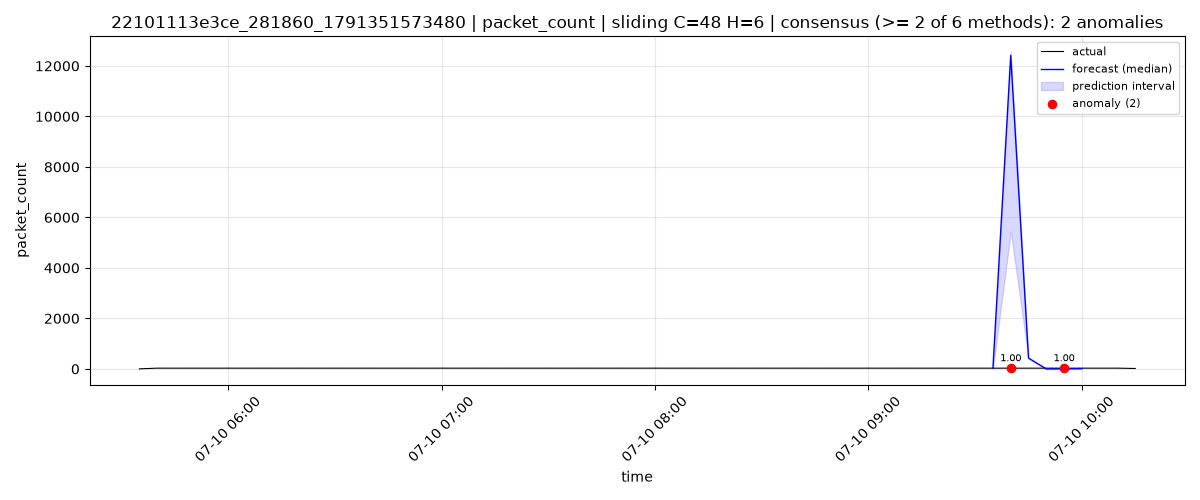 22101113e3ce_281860_1791351573480 | packet_count | sliding C=48 H=6 | consensus (>= 2 of 6 methods): 2 anomalies
actual
forecast (median)
prediction interval
anomaly (2)
12000
10000
8000
6000
4000
2000
0
packet_count
1.00 1.00
07-10 06:00 07-10 07:00 07-10 08:00 07-10 09:00 07-10 10:00
time